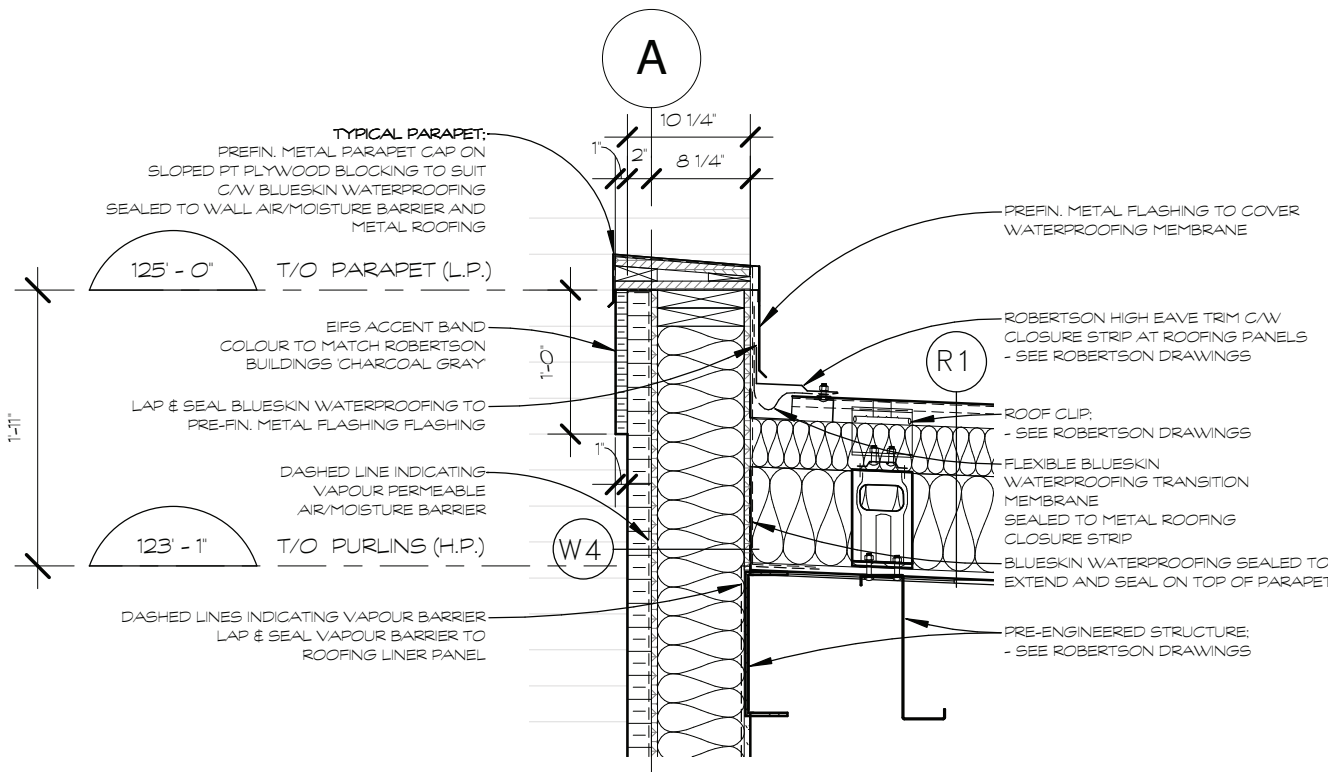 A
10 1/4"
1"
2"
8 1/4"
TYPICAL PARAPET:
PREFIN. METAL PARAPET CAP ON
SLOPED PT PLYWOOD BLOCKING TO SUIT
C/W BLUESKIN WATERPROOFING
SEALED TO WALL AIR/MOISTURE BARRIER AND
METAL ROOFING
PREFIN. METAL FLASHING TO COVER
WATERPROOFING MEMBRANE
125' - 0"
T/O PARAPET (L.P.)
EIFS ACCENT BAND
COLOUR TO MATCH ROBERTSON
BUILDINGS 'CHARCOAL GRAY'
1'-0"
ROBERTSON HIGH EAVE TRIM C/W
CLOSURE STRIP AT ROOFING PANELS
- SEE ROBERTSON DRAWINGS
R1
1'-11"
LAP & SEAL BLUESKIN WATERPROOFING TO
PRE-FIN. METAL FLASHING FLASHING
ROOF CLIP;
- SEE ROBERTSON DRAWINGS
1"
DASHED LINE INDICATING
VAPOUR PERMEABLE
AIR/MOISTURE BARRIER
FLEXIBLE BLUESKIN
WATERPROOFING TRANSITION
MEMBRANE
SEALED TO METAL ROOFING
CLOSURE STRIP
123' - 1"
T/O PURLINS (H.P.)
W4
BLUESKIN WATERPROOFING SEALED TO
EXTEND AND SEAL ON TOP OF PARAPET
DASHED LINES INDICATING VAPOUR BARRIER
LAP & SEAL VAPOUR BARRIER TO
ROOFING LINER PANEL
PRE-ENGINEERED STRUCTURE;
- SEE ROBERTSON DRAWINGS